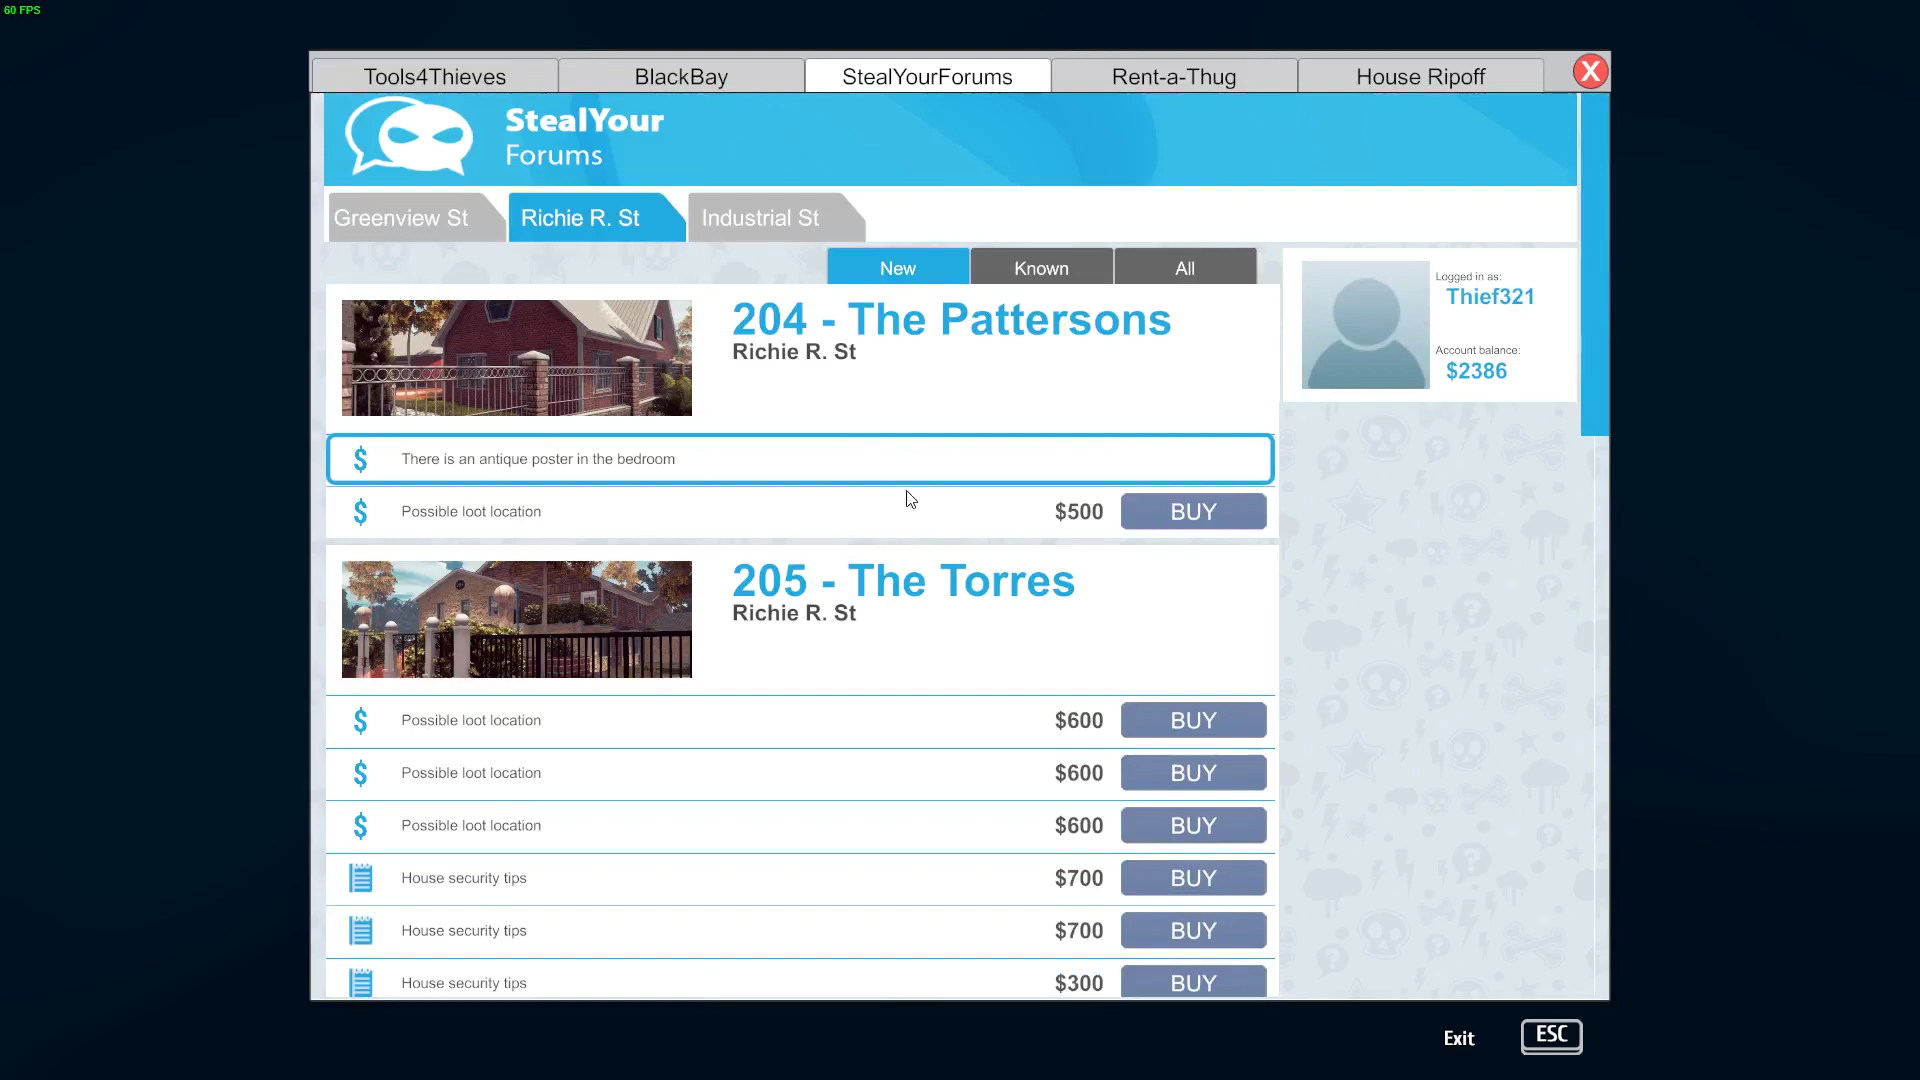 60 FPS
Tools4Thieves
BlackBay
StealYourForums
Rent-a-Thug
House Ripoff
X
StealYour
Forums
Greenview St
Richie R. St
Industrial St
New
Known
All
Logged in as:
Thief321
Account balance:
$2386
204 - The Pattersons
Richie R. St
$ There is an antique poster in the bedroom
$ Possible loot location $500 BUY
205 - The Torres
Richie R. St
$ Possible loot location $600 BUY
$ Possible loot location $600 BUY
$ Possible loot location $600 BUY
House security tips $700 BUY
House security tips $700 BUY
House security tips $300 BUY
Exit ESC